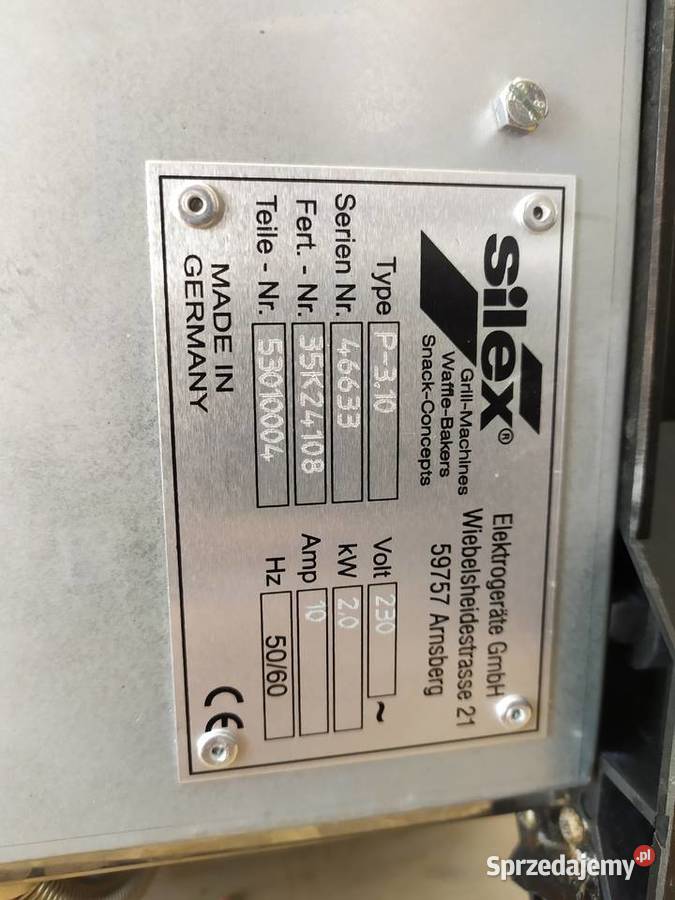 silex®
Grill-Machines
Waffle-Bakers
Snack-Concepts
Elektrogeräte GmbH
Wiebelsheidestrasse 21
59757 Arnsberg
Type P-3.10
Serien Nr. 46633
Fert. - Nr. 35K24108
Teile - Nr. 53010004
Volt 230 ~
kW 2,0
Amp 10
Hz 50/60
MADE IN
GERMANY
CE
Sprzedajemy.pl